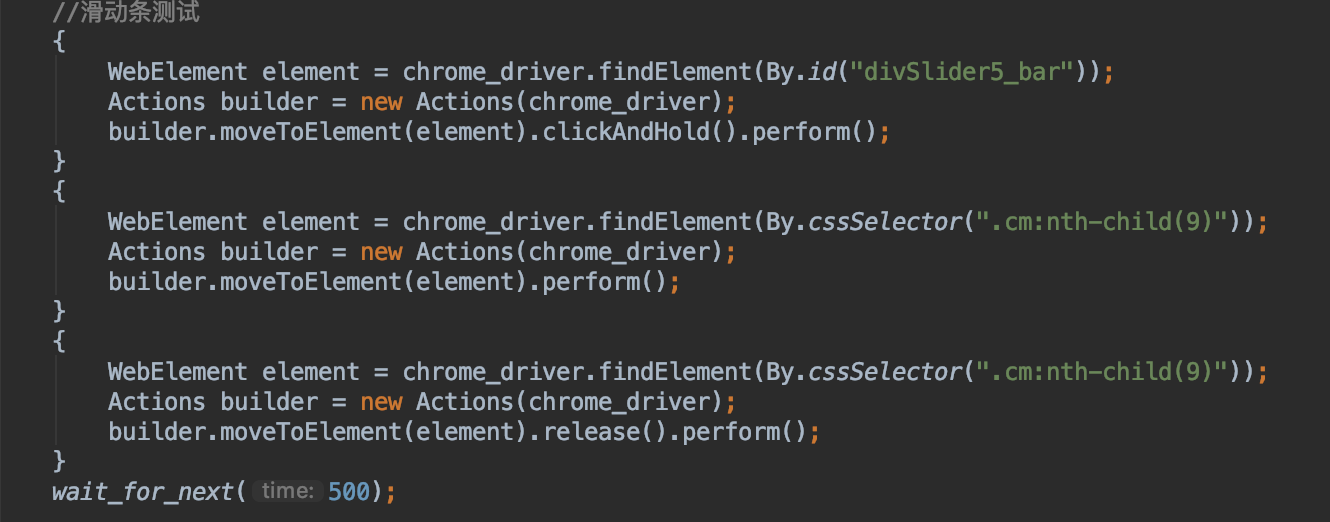 //滑动条测试
{
WebElement element = chrome_driver.findElement(By.id("divSlider5_bar"));
Actions builder = new Actions(chrome_driver);
builder.moveToElement(element).clickAndHold().perform();
}
{
WebElement element = chrome_driver.findElement(By.cssSelector(".cm:nth-child(9)"));
Actions builder = new Actions(chrome_driver);
builder.moveToElement(element).perform();
}
{
WebElement element = chrome_driver.findElement(By.cssSelector(".cm:nth-child(9)"));
Actions builder = new Actions(chrome_driver);
builder.moveToElement(element).release().perform();
}
wait_for_next( time: 500);